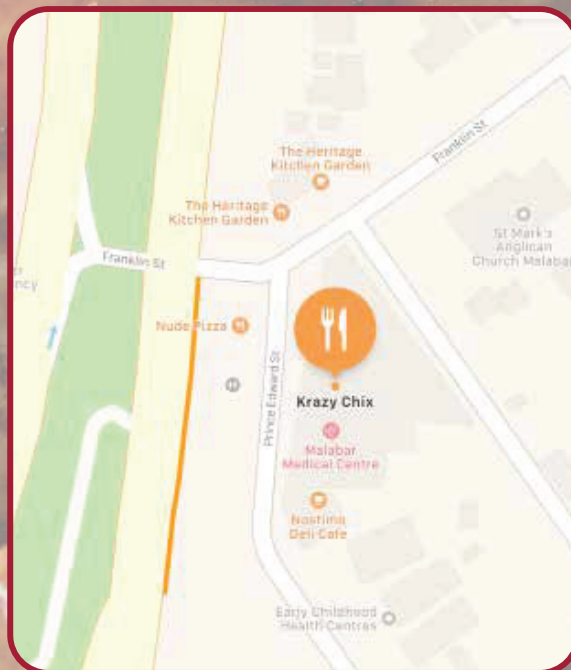 The Heritage
Kitchen Garden
Franklin St
The Heritage
Kitchen Garden
St Mark's
Anglican
Church Malabar
Franklin St
ncy
Nude Pizza
Prince Edward St
Krazy Chix
Malabar
Medical Centre
Nostimo
Deli Cafe
Early Childhood
Health Centres